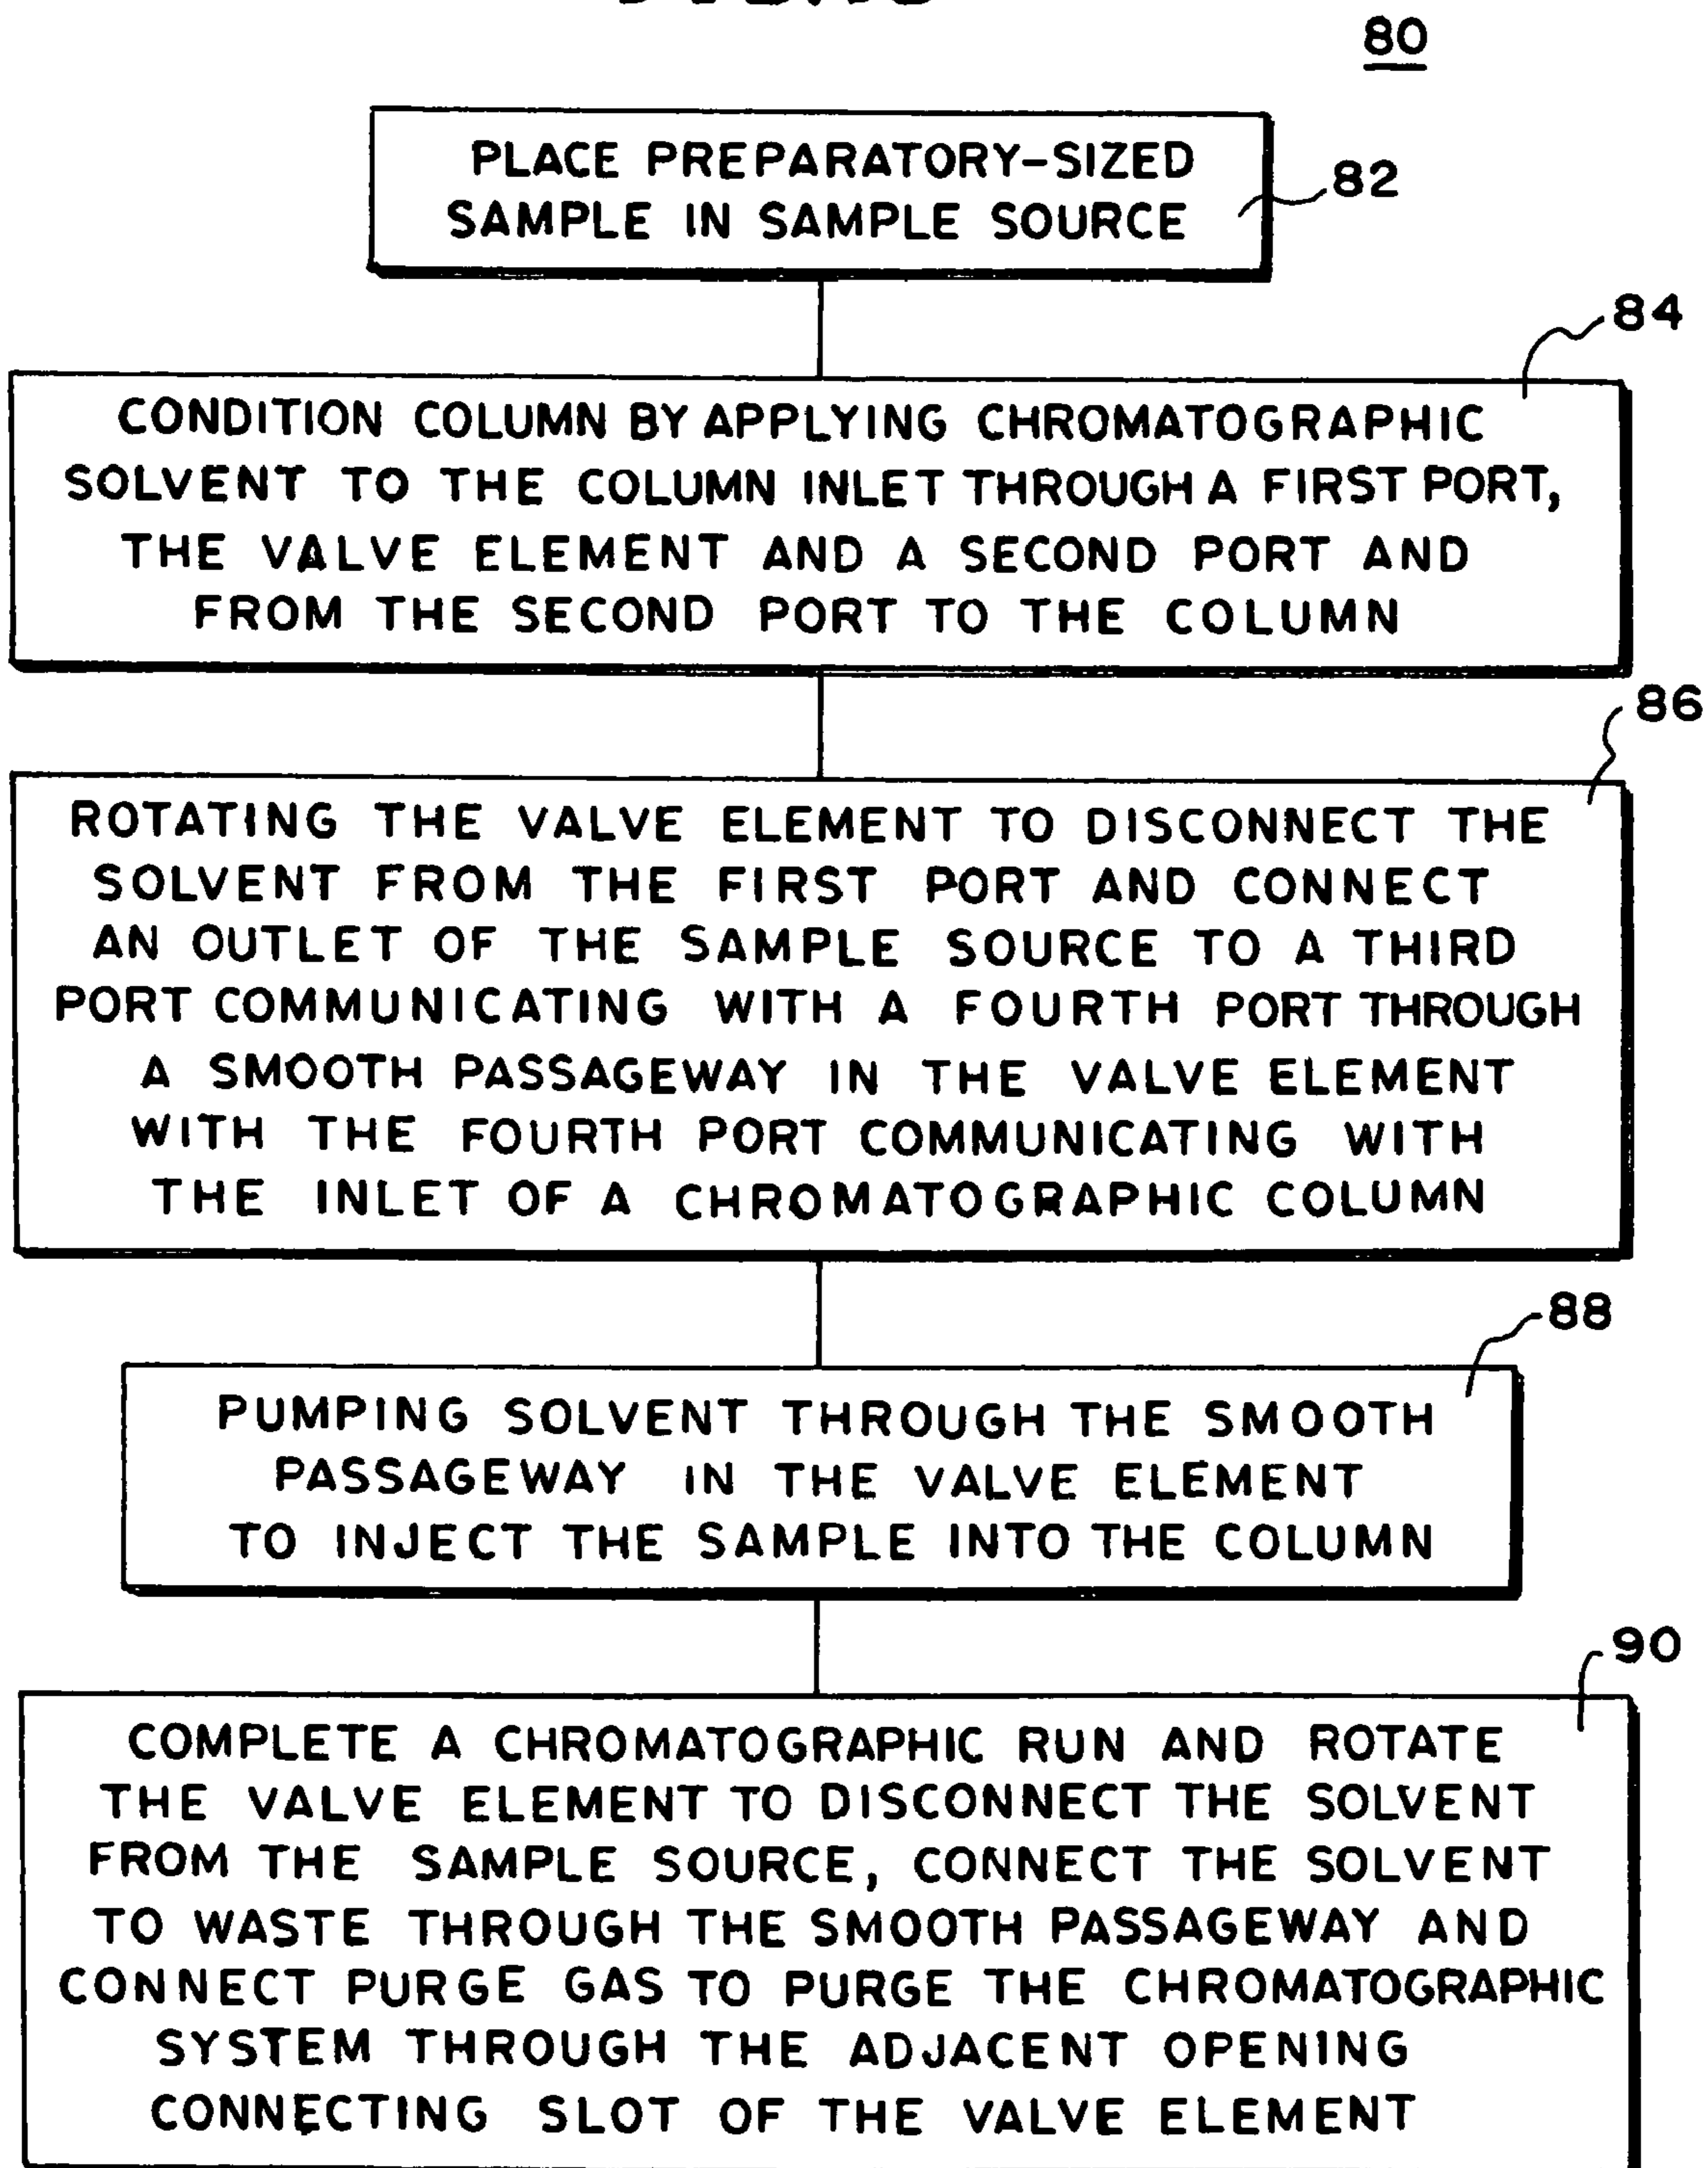 80
PLACE PREPARATORY-SIZED
SAMPLE IN SAMPLE SOURCE
82
84
CONDITION COLUMN BY APPLYING CHROMATOGRAPHIC
SOLVENT TO THE COLUMN INLET THROUGH A FIRST PORT,
THE VALVE ELEMENT AND A SECOND PORT AND
FROM THE SECOND PORT TO THE COLUMN
86
ROTATING THE VALVE ELEMENT TO DISCONNECT THE
SOLVENT FROM THE FIRST PORT AND CONNECT
AN OUTLET OF THE SAMPLE SOURCE TO A THIRD
PORT COMMUNICATING WITH A FOURTH PORT THROUGH
A SMOOTH PASSAGEWAY IN THE VALVE ELEMENT
WITH THE FOURTH PORT COMMUNICATING WITH
THE INLET OF A CHROMATOGRAPHIC COLUMN
88
PUMPING SOLVENT THROUGH THE SMOOTH
PASSAGEWAY IN THE VALVE ELEMENT
TO INJECT THE SAMPLE INTO THE COLUMN
90
COMPLETE A CHROMATOGRAPHIC RUN AND ROTATE
THE VALVE ELEMENT TO DISCONNECT THE SOLVENT
FROM THE SAMPLE SOURCE, CONNECT THE SOLVENT
TO WASTE THROUGH THE SMOOTH PASSAGEWAY AND
CONNECT PURGE GAS TO PURGE THE CHROMATOGRAPHIC
SYSTEM THROUGH THE ADJACENT OPENING
CONNECTING SLOT OF THE VALVE ELEMENT